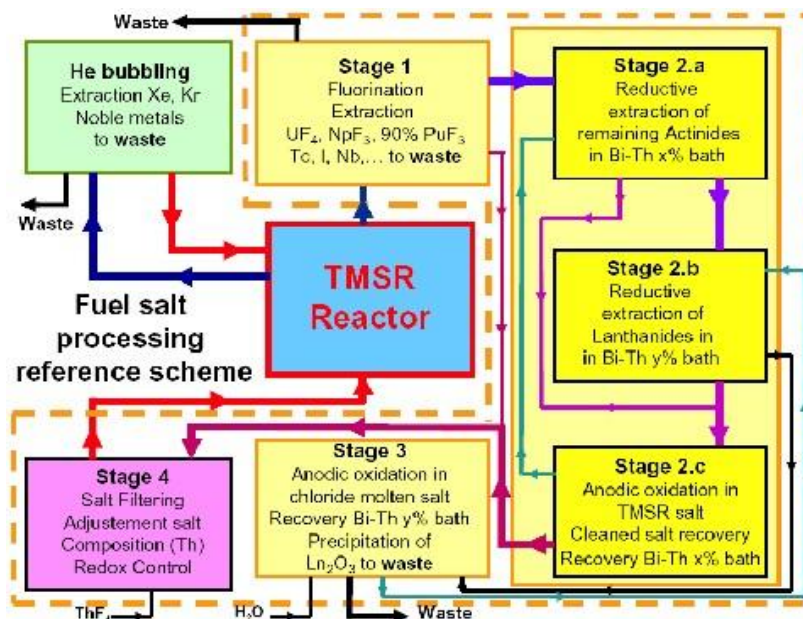 Waste
He bubbling
Extraction Xe, Kr
Noble metals
to waste
Waste
Stage 1
Fluorination
Extraction
UF₄, NpF₃, 90% PuF₃
Tc, I, Nb,... to waste
Stage 2.a
Reductive
extraction of
remaining Actinides
in Bi-Th x% bath
TMSR
Reactor
Stage 2.b
Reductive
extraction of
Lanthanides in
in Bi-Th y% bath
Fuel salt
processing
reference scheme
Stage 4
Salt Filtering
Adjustement salt
Composition (Th)
Redox Control
Stage 3
Anodic oxidation in
chloride molten salt
Recovery Bi-Th y% bath
Precipitation of
Ln₂O₃ to waste
Stage 2.c
Anodic oxidation in
TMSR salt
Cleaned salt recovery
Recovery Bi-Th x% bath
ThF₄
H₂O
Waste